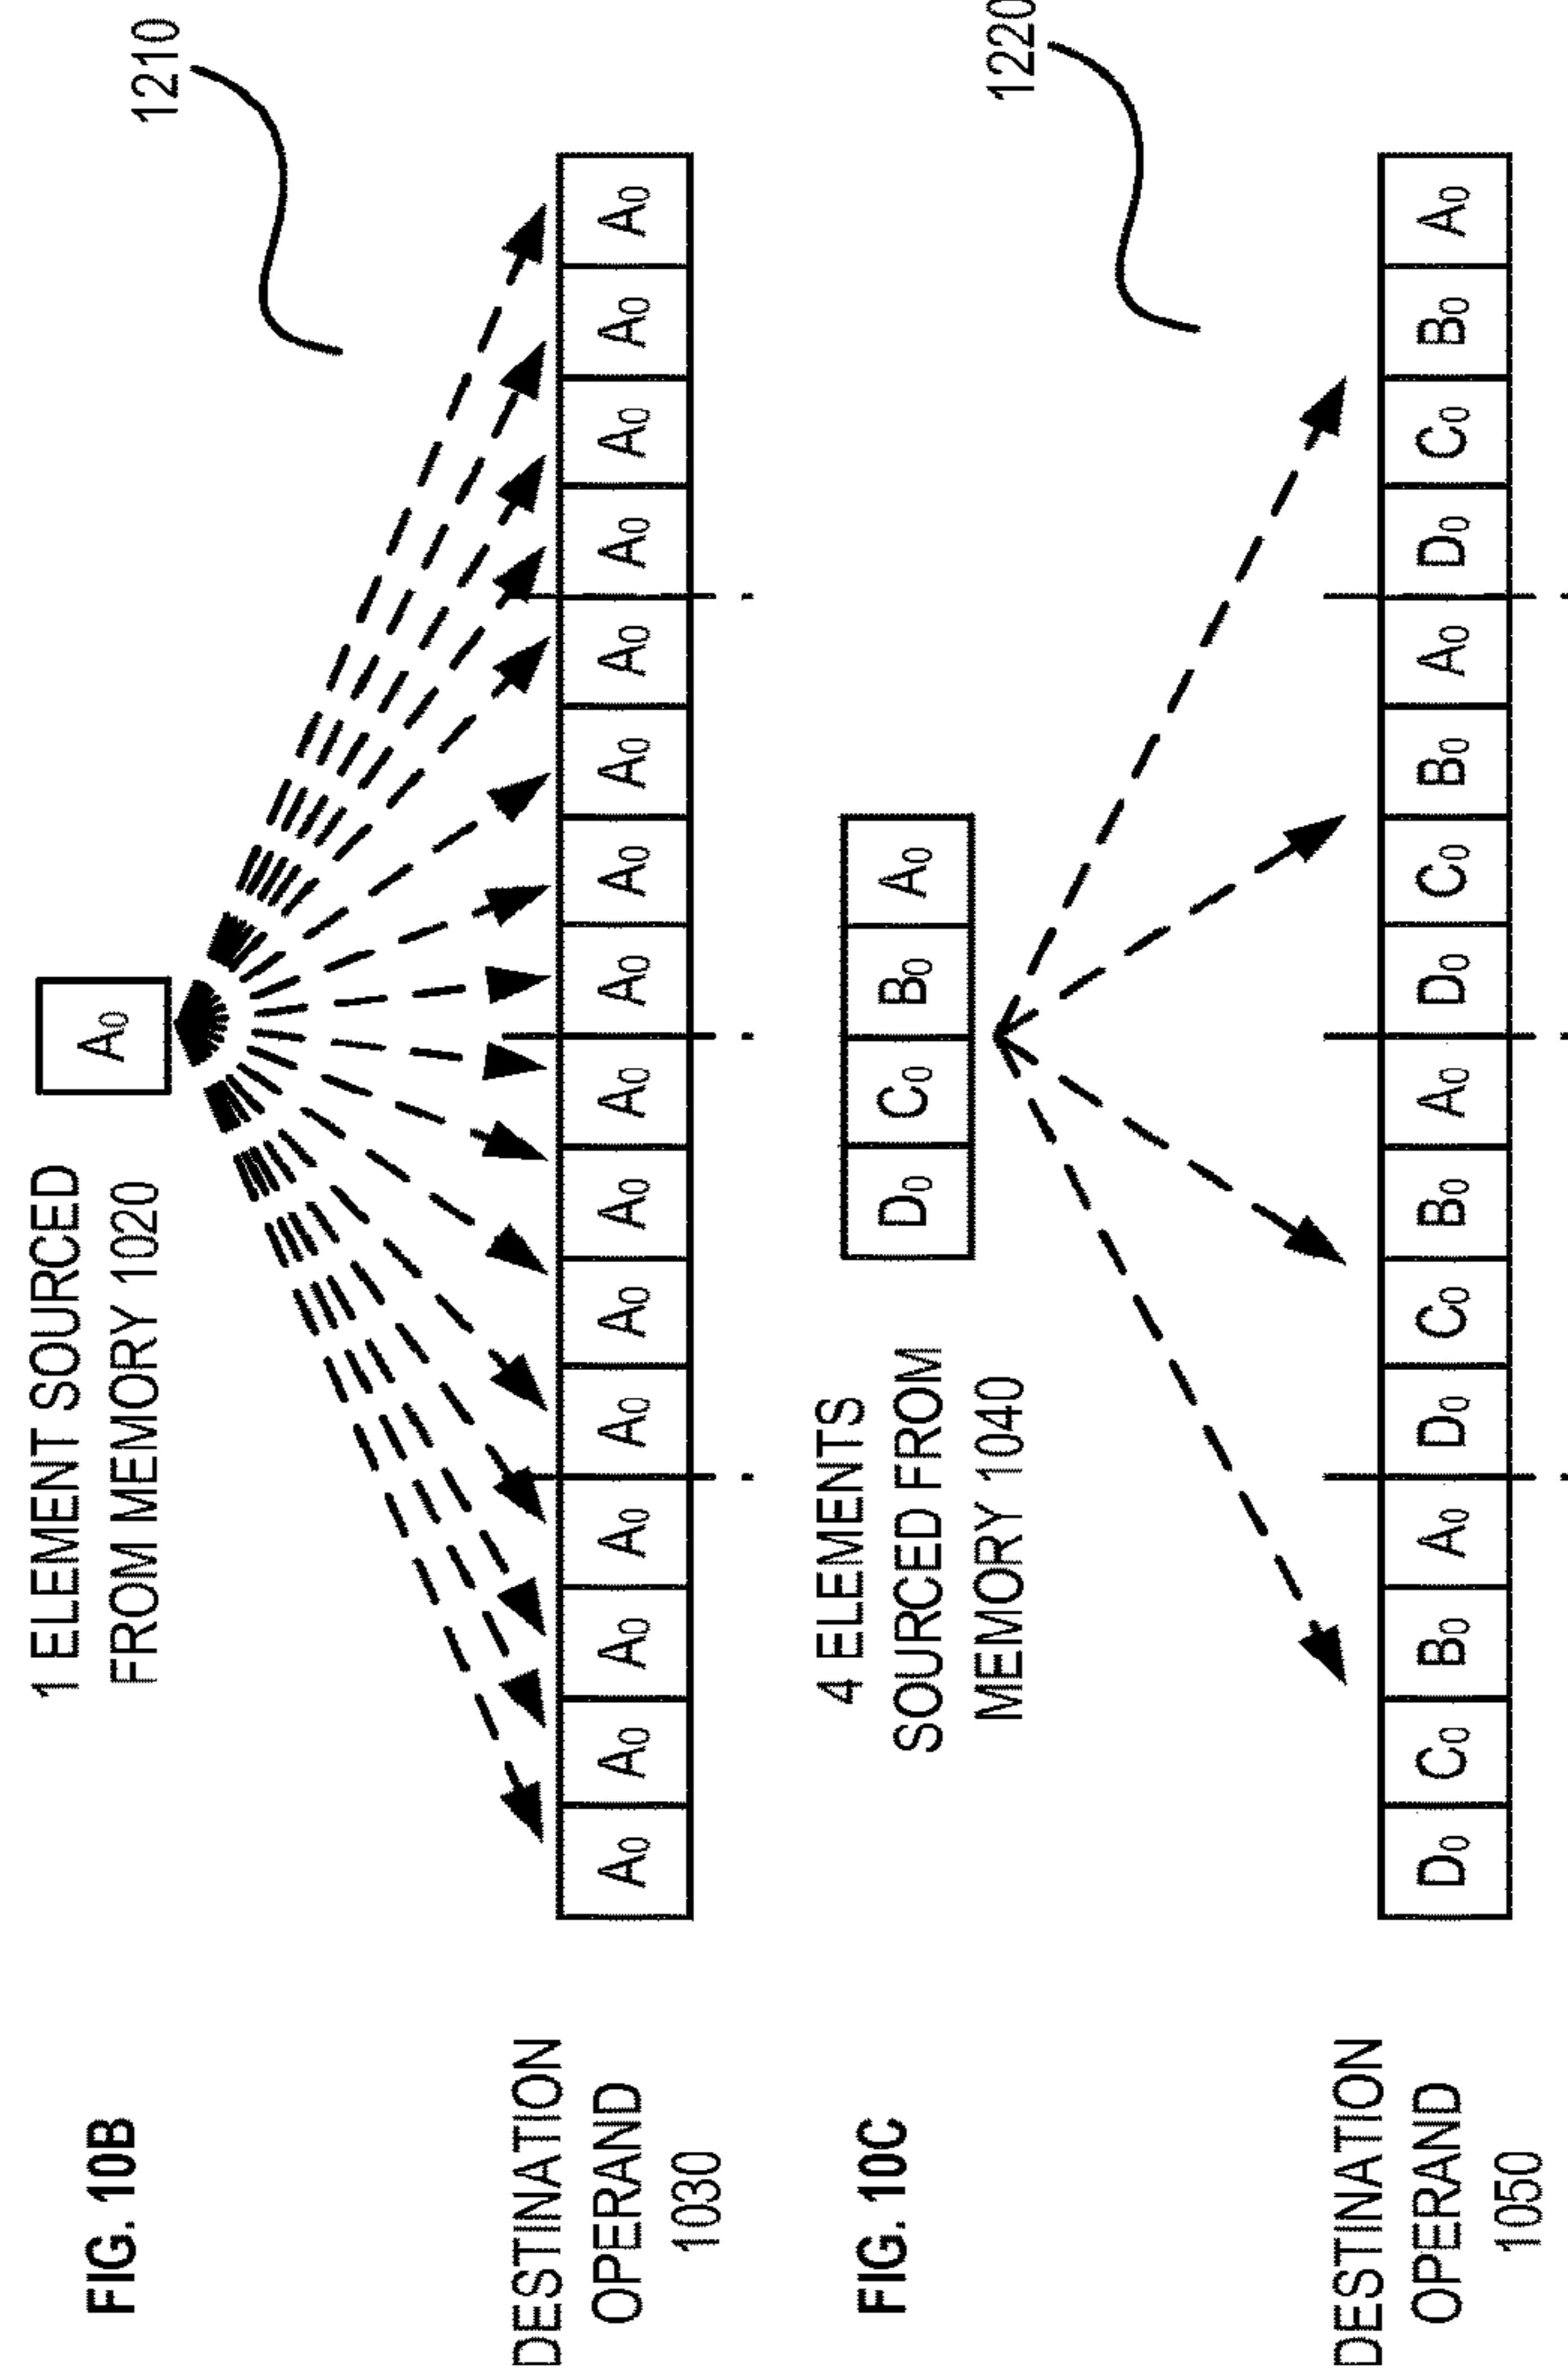 FIG. 10B
1 ELEMENT SOURCED
FROM MEMORY 1020
A0
1210
DESTINATION
OPERAND
1030
A0 A0 A0 A0 A0 A0 A0 A0 A0 A0 A0 A0 A0 A0 A0 A0
FIG. 10C
4 ELEMENTS
SOURCED FROM
MEMORY 1040
D0 C0 B0 A0
1220
DESTINATION
OPERAND
1050
D0 C0 B0 A0 D0 C0 B0 A0 D0 C0 B0 A0 D0 C0 B0 A0